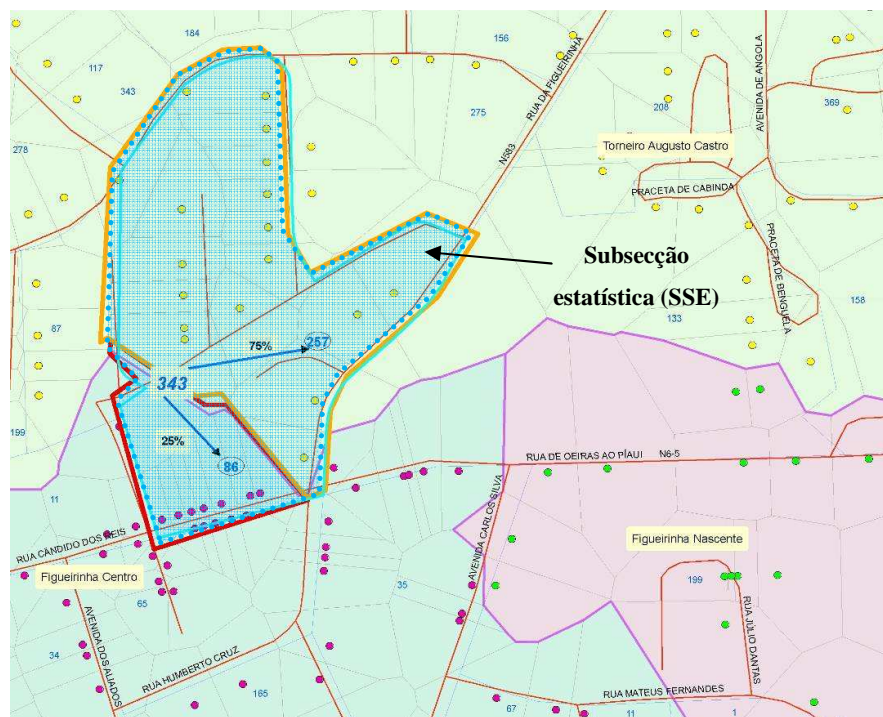 184
156
117
343
278
275
RUA DA FIGUEIRINHA
N583
208
AVENIDA DE ANGOLA
369
Torneiro Augusto Castro
PRACETA DE CABINDA
PRACETA DE BENGUELA
158
133
Subsecção
estatística (SSE)
87
199
75%
257
343
25%
86
11
RUA CÂNDIDO DOS REIS
Figueirinha Centro
65
34
AVENIDA DOS ALIADOS
RUA HUMBERTO CRUZ
165
35
AVENIDA CARLOS SILVA
RUA DE OEIRAS AO PÍAUI N6-5
Figueirinha Nascente
199
RUA JÚLIO DANTAS
RUA MATEUS FERNANDES
67
11
1